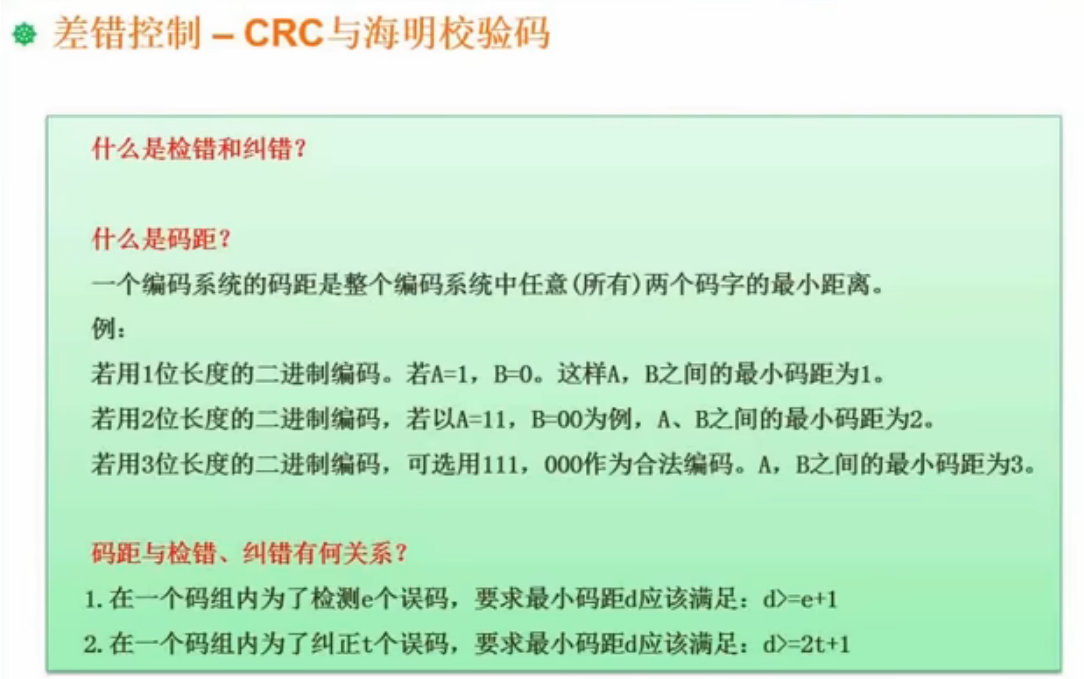 差错控制 – CRC与海明校验码
什么是检错和纠错？
什么是码距？
一个编码系统的码距是整个编码系统中任意(所有)两个码字的最小距离。
例：
若用1位长度的二进制编码。若A=1，B=0。这样A，B之间的最小码距为1。
若用2位长度的二进制编码，若以A=11，B=00为例，A、B之间的最小码距为2。
若用3位长度的二进制编码，可选用111，000作为合法编码。A，B之间的最小码距为3。
码距与检错、纠错有何关系？
1.在一个码组内为了检测e个误码，要求最小码距d应该满足：d>=e+1
2.在一个码组内为了纠正t个误码，要求最小码距d应该满足：d>=2t+1